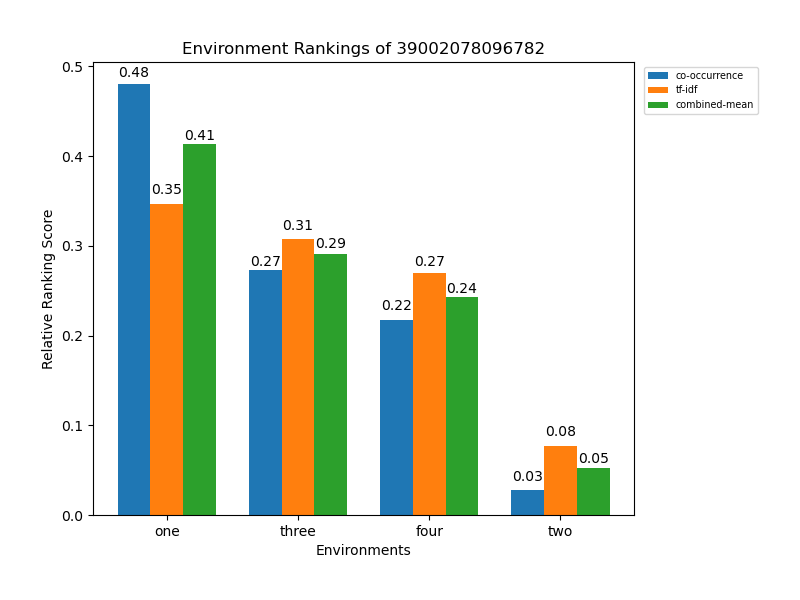 Environment Rankings of 39002078096782
co-occurrence
tf-idf
combined-mean
Relative Ranking Score
0.5
0.4
0.3
0.2
0.1
0.0
0.48
0.35
0.41
0.27
0.31
0.29
0.22
0.27
0.24
0.03
0.08
0.05
one three four two
Environments